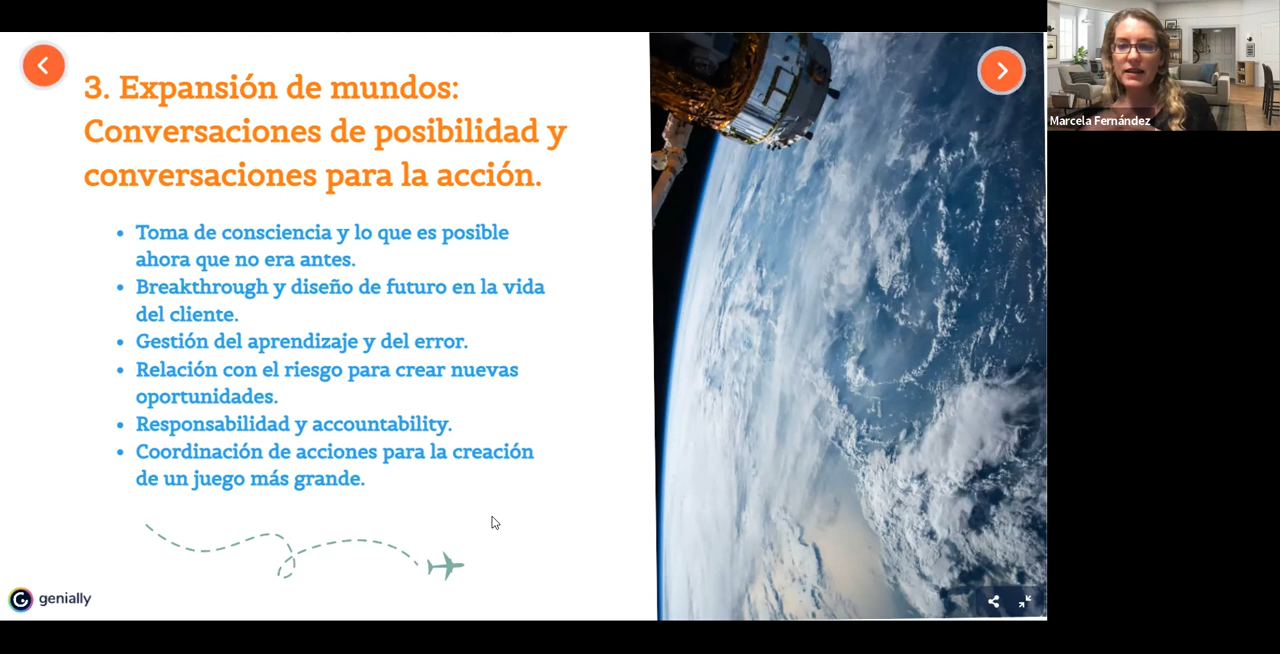 3. Expansión de mundos:
Conversaciones de posibilidad y
conversaciones para la acción.
Toma de consciencia y lo que es posible
ahora que no era antes.
Breakthrough y diseño de futuro en la vida
del cliente.
Gestión del aprendizaje y del error.
Relación con el riesgo para crear nuevas
oportunidades.
Responsabilidad y accountability.
Coordinación de acciones para la creación
de un juego más grande.
genially
Marcela Fernández